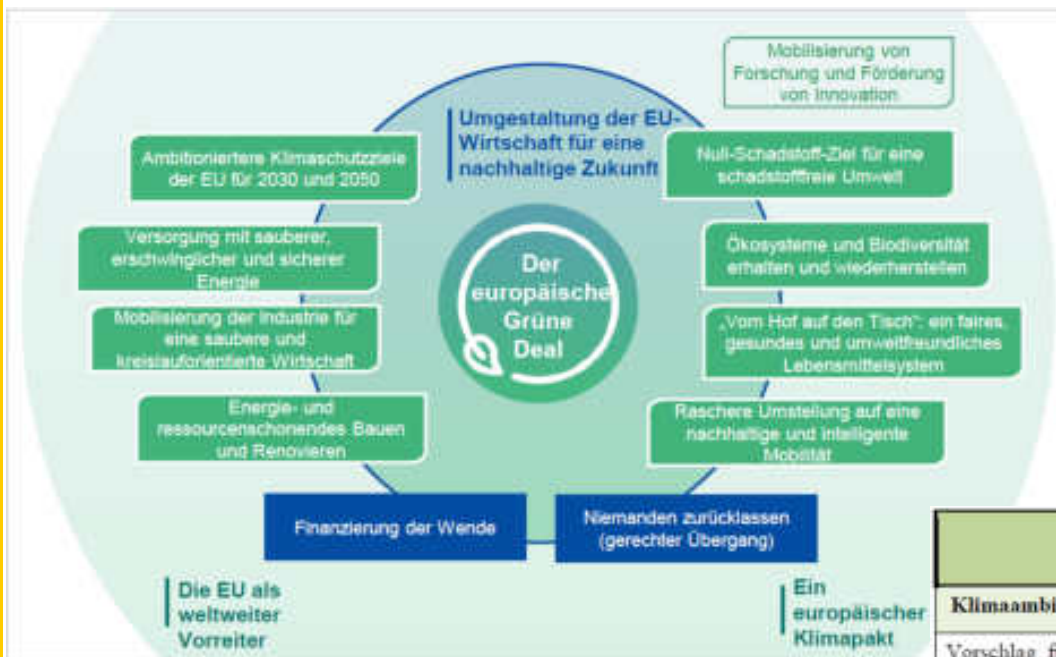 Mobilisierung von
Forschung und Förderung
von Innovation
Umgestaltung der EU-
Wirtschaft für eine
nachhaltige Zukunft
Ambitioniertere Klimaschutzziele
der EU für 2030 und 2050
Null-Schadstoff-Ziel für eine
schadstofffreie Umwelt
Versorgung mit sauberer,
erschwinglicher und sicherer
Energie
Ökosysteme und Biodiversität
erhalten und wiederherstellen
Der
europäische
Grüne
Deal
Mobilisierung der Industrie für
eine saubere und
kreislauforientierte Wirtschaft
„Vom Hof auf den Tisch“: ein faires,
gesundes und umweltfreundliches
Lebensmittelsystem
Energie- und
ressourcenschonendes Bauen
und Renovieren
Raschere Umstellung auf eine
nachhaltige und intelligente
Mobilität
Finanzierung der Wende
Niemanden zurücklassen
(gerechter Übergang)
Die EU als
weltweiter
Vorreiter
Ein
europäischer
Klimapakt
Klimaambi
Vorschlag f